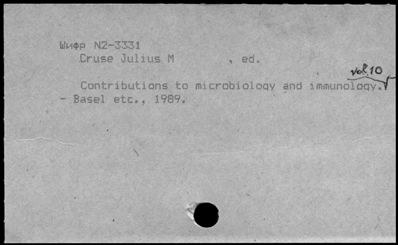 Шифр N2-3331
Cruse Julius M , ed.
vol. 10
Contributions to microbiology and immunology.
- Basel etc., 1989.